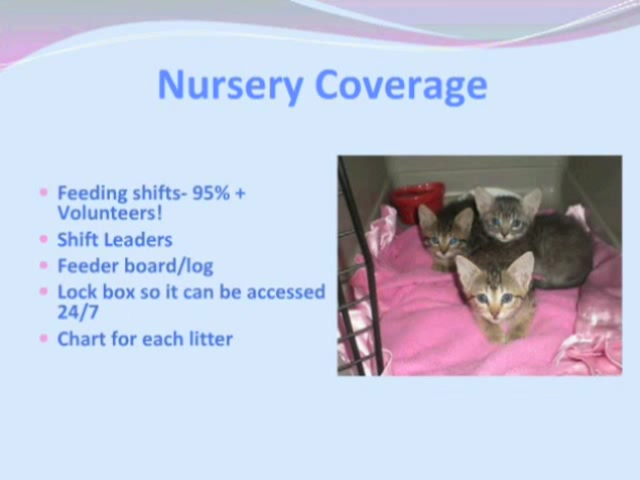 Nursery Coverage
• Feeding shifts- 95% +
Volunteers!
• Shift Leaders
• Feeder board/log
• Lock box so it can be accessed
24/7
• Chart for each litter